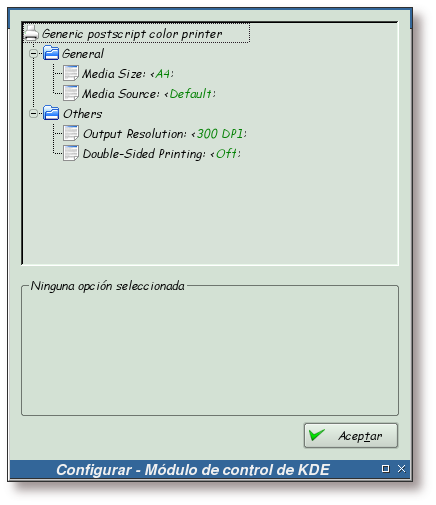 Generic postscript color printer
General
Media Size: <A4>
Media Source: <Default>
Others
Output Resolution: <300 DPI>
Double-Sided Printing: <Off>
Ninguna opción seleccionada
Aceptar
Configurar - Módulo de control de KDE